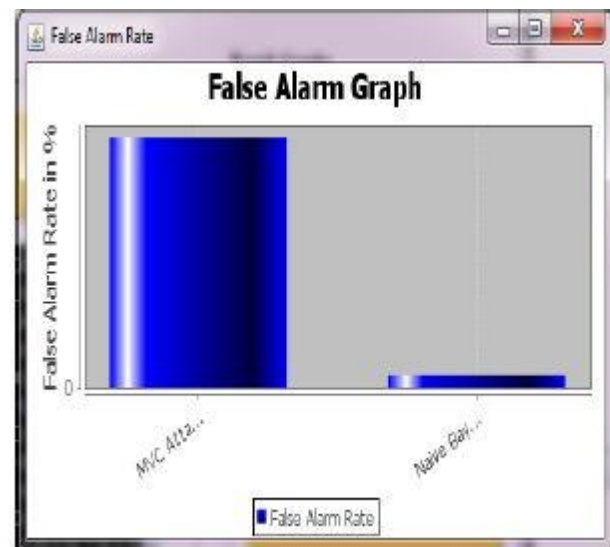 False Alarm Rate
False Alarm Graph
False Alarm Rate in %
0
MVC Atta...
Naive Bay...
False Alarm Rate